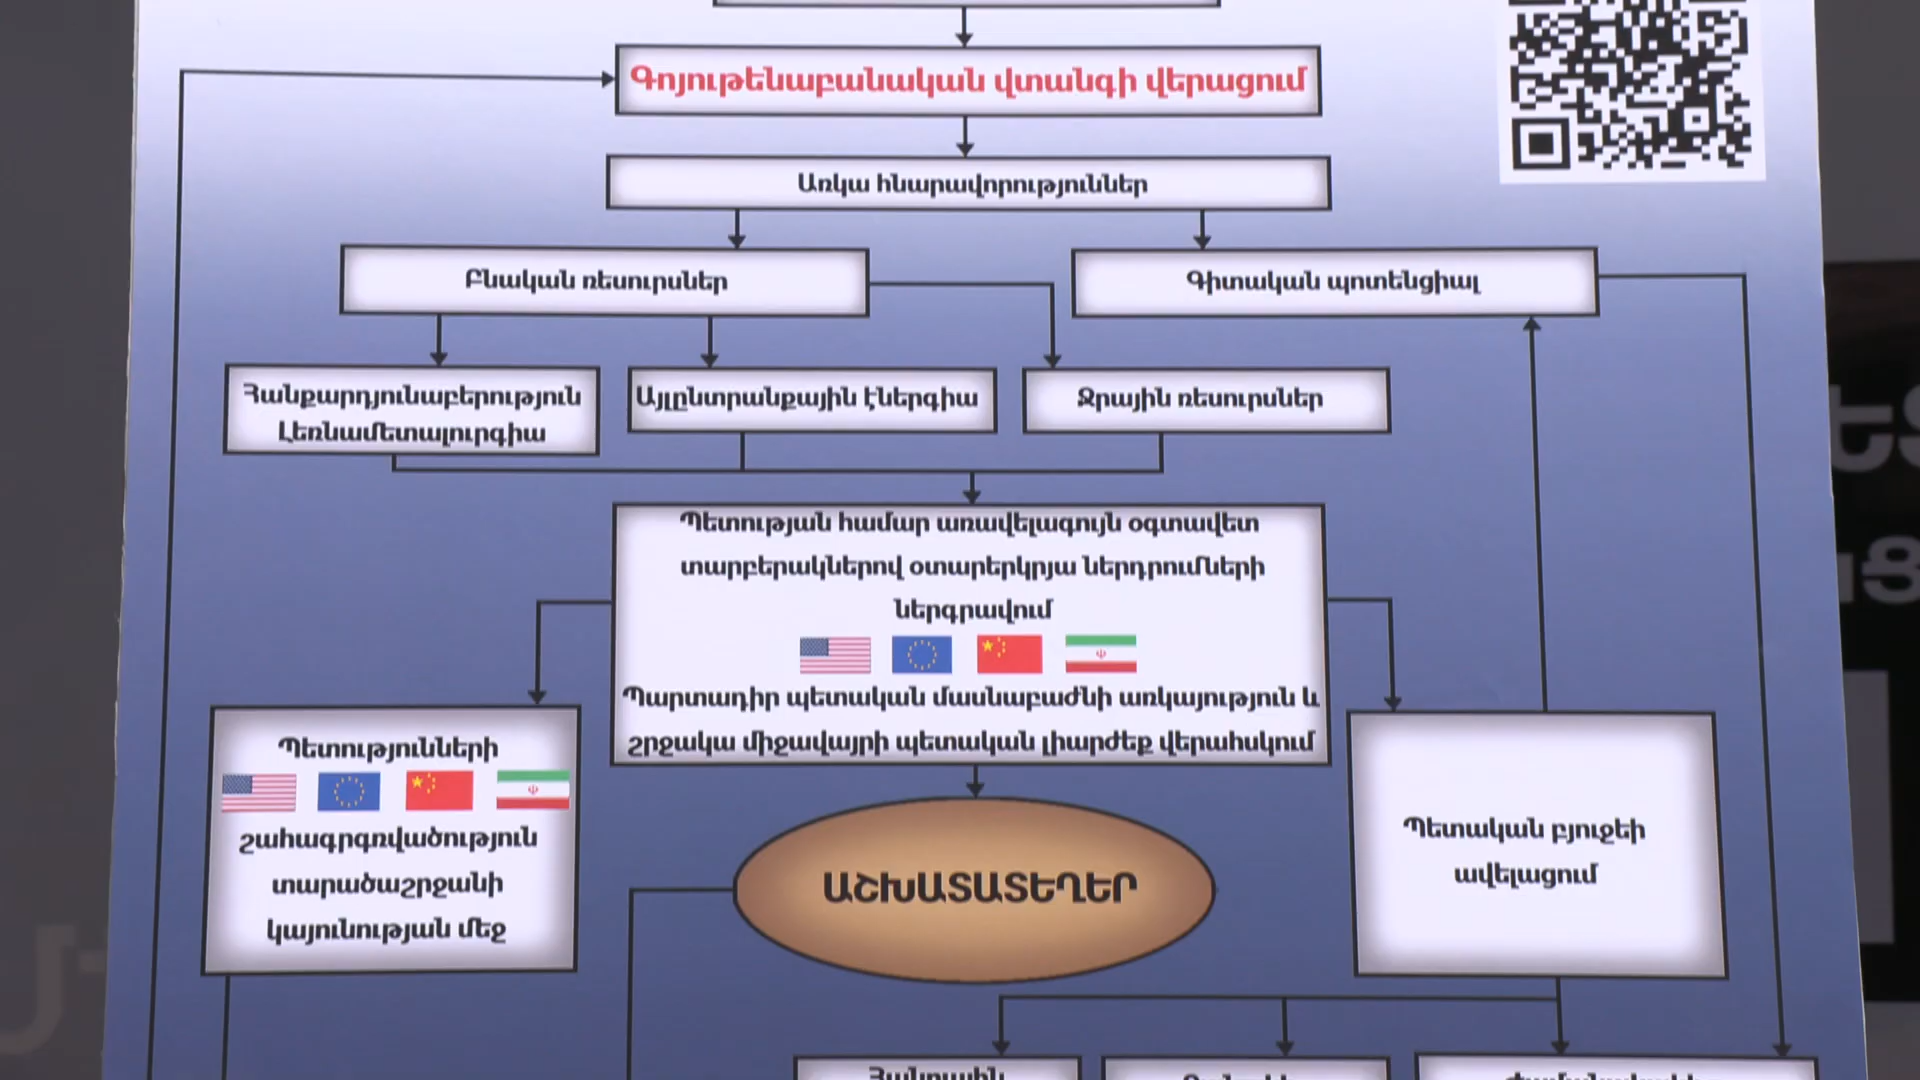 Գոյութենաբանական վտանգի վերացում
Առկա հնարավորություններ
Բնական ռեսուրսներ
Գիտական պոտենցիալ
Հանքարդյունաբերություն
Լեռնամետալուրգիա
Այլընտրանքային էներգիա
Ջրային ռեսուրսներ
Պետության համար առավելագույն օգտավետ
տարբերակներով օտարերկրյա ներդրումների
ներգրավում
Պարտադիր պետական մասնաբաժնի առկայություն և
շրջակա միջավայրի պետական լիարժեք վերահսկում
Պետությունների
շահագրգռվածություն
տարածաշրջանի
կայունության մեջ
ԱՇԽԱՏԱՏԵՂԵՐ
Պետական բյուջեի
ավելացում